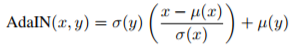 AdaIN(x, y) = σ(y) ( (x − μ(x)) / σ(x) ) + μ(y)